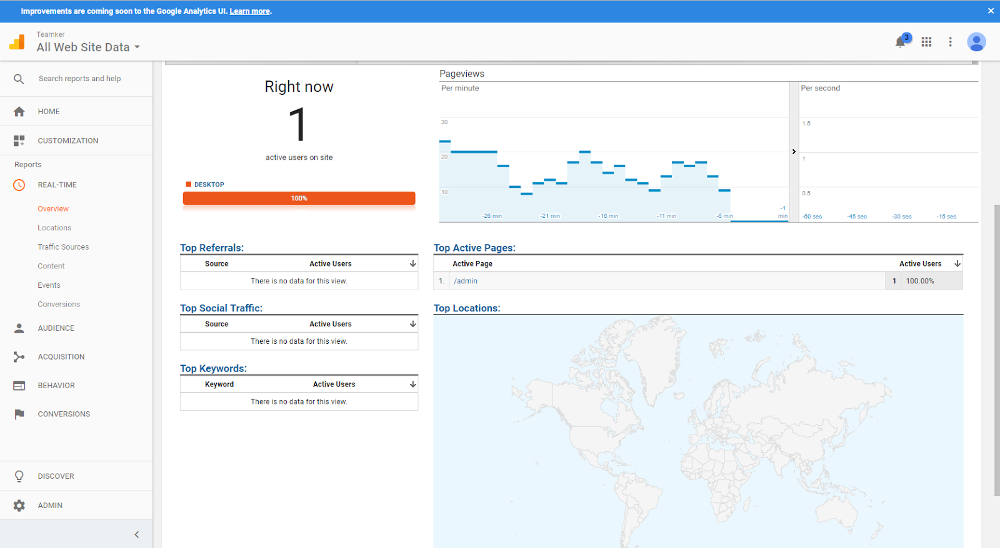 Improvements are coming soon to the Google Analytics UI. Learn more.
Teamker
All Web Site Data
3
Search reports and help
HOME
CUSTOMIZATION
Reports
REAL-TIME
Overview
Locations
Traffic Sources
Content
Events
Conversions
AUDIENCE
ACQUISITION
BEHAVIOR
CONVERSIONS
DISCOVER
ADMIN
Right now
1
active users on site
DESKTOP
100%
Pageviews
Per minute
30
20
10
-26 min
-21 min
-16 min
-11 min
-6 min
-1
min
Per second
1.5
1
0.5
-60 sec
-45 sec
-30 sec
-15 sec
Top Referrals:
Source Active Users
There is no data for this view.
Top Social Traffic:
Source Active Users
There is no data for this view.
Top Keywords:
Keyword Active Users
There is no data for this view.
Top Active Pages:
Active Page Active Users
1. /admin 1 100.00%
Top Locations: